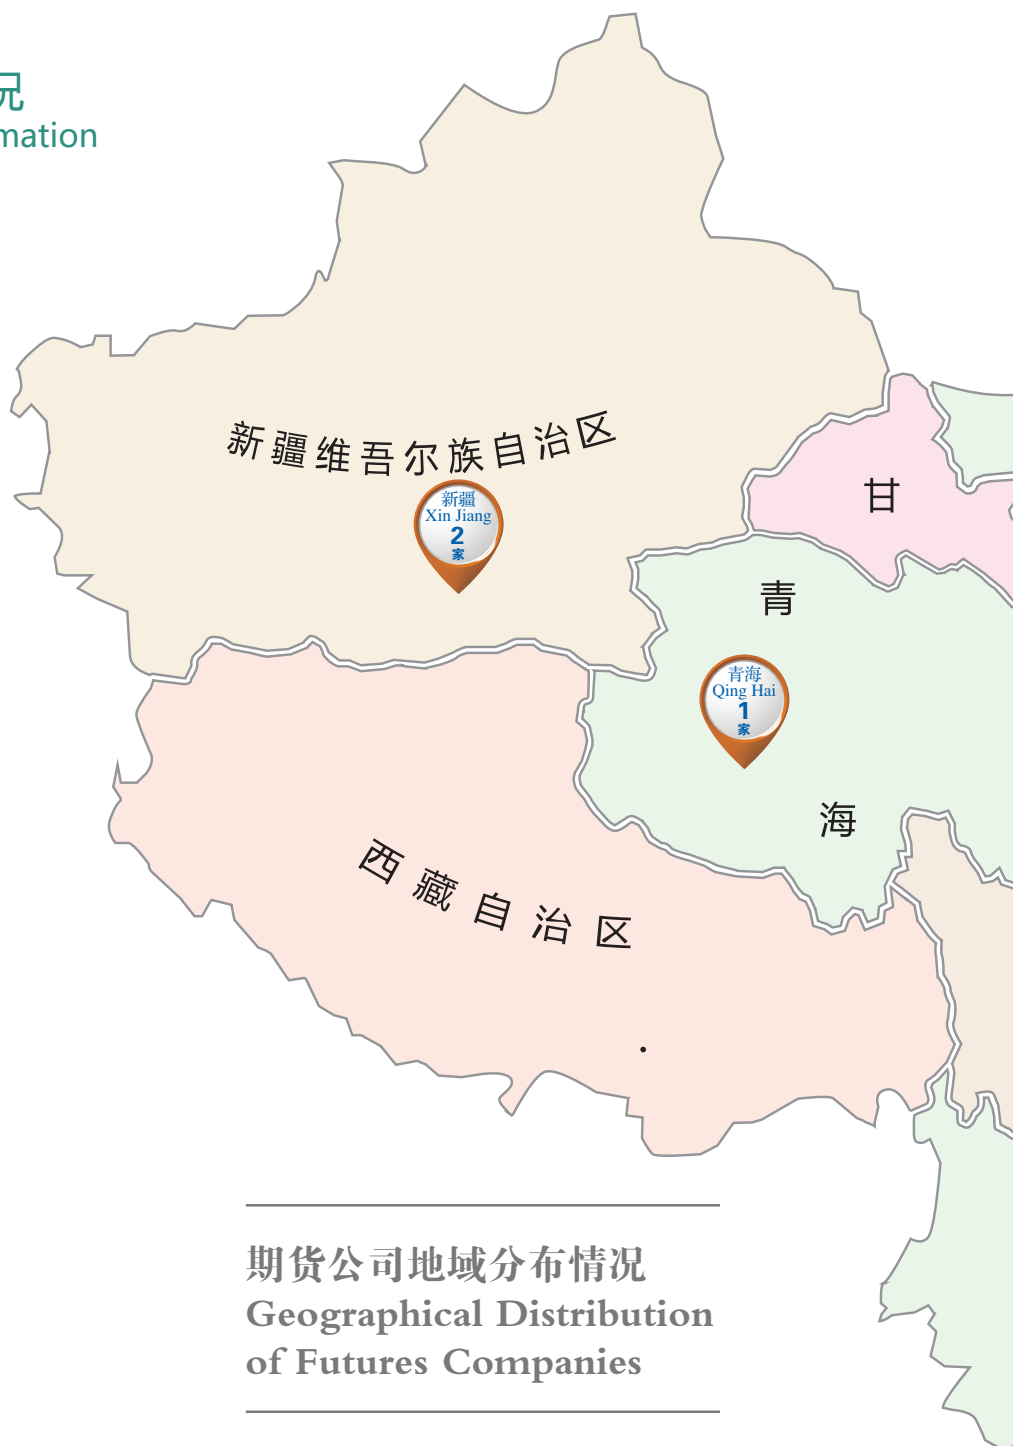 况
mation
新疆维吾尔族自治区
新疆
Xin Jiang
2
家
甘
青
青海
Qing Hai
1
家
海
西藏自治区
期货公司地域分布情况
Geographical Distribution
of Futures Companies